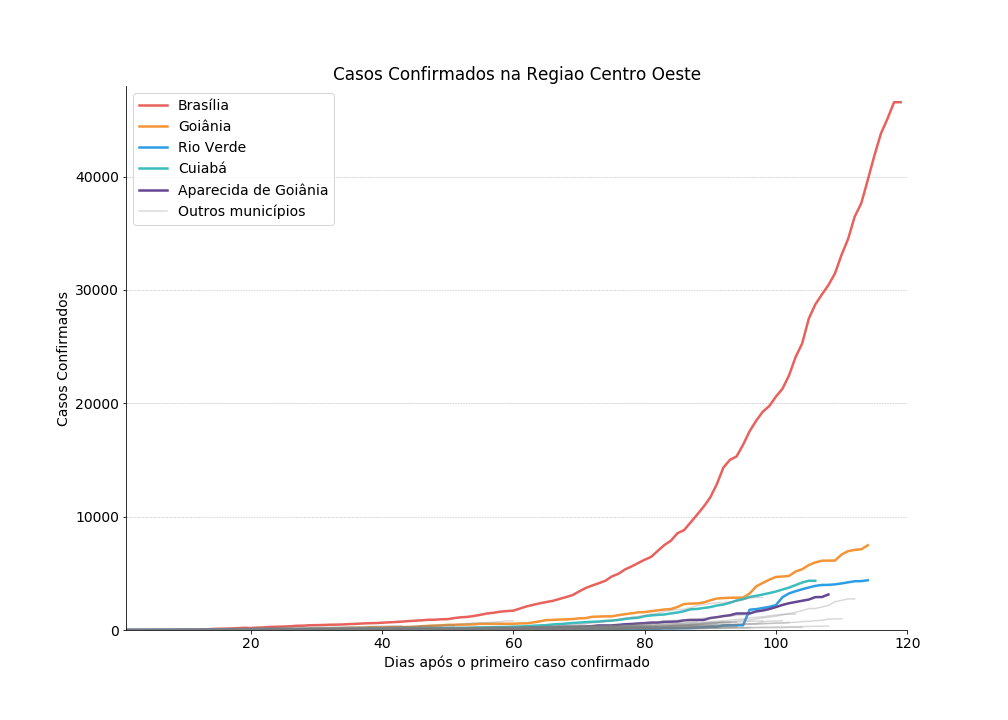 Casos Confirmados na Regiao Centro Oeste
Brasília
Goiânia
Rio Verde
Cuiabá
Aparecida de Goiânia
Outros municípios
40000
30000
20000
10000
0
Casos Confirmados
20
40
60
80
100
120
Dias após o primeiro caso confirmado